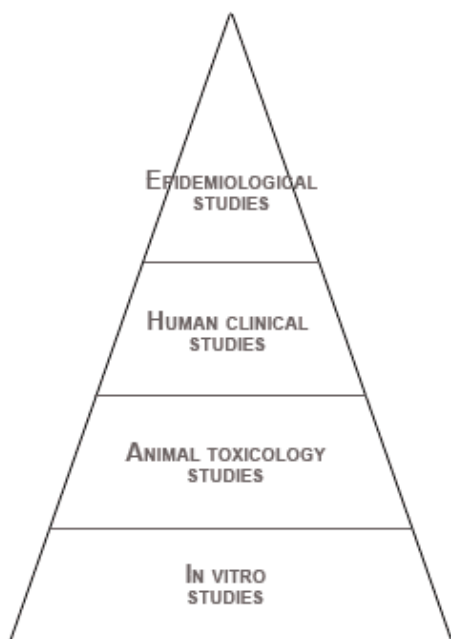 Epidemiological
studies
Human clinical
studies
Animal toxicology
studies
In vitro
studies